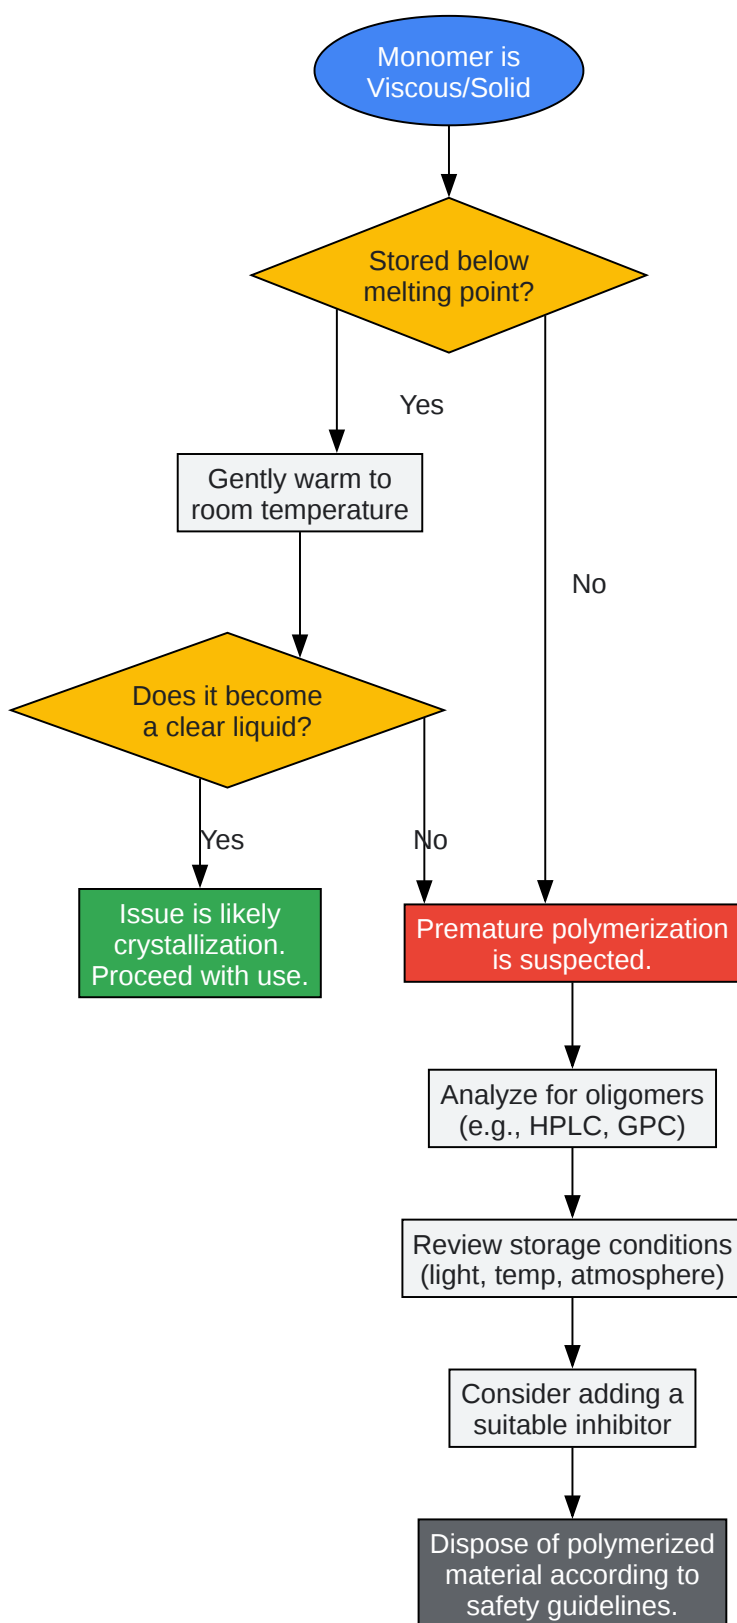 Monomer is
Viscous/Solid
Stored below
melting point?
Yes
Gently warm to
room temperature
No
Does it become
a clear liquid?
Yes
No
Issue is likely
crystallization.
Proceed with use.
Premature polymerization
is suspected.
Analyze for oligomers
(e.g., HPLC, GPC)
Review storage conditions
(light, temp, atmosphere)
Consider adding a
suitable inhibitor
Dispose of polymerized
material according to
safety guidelines.